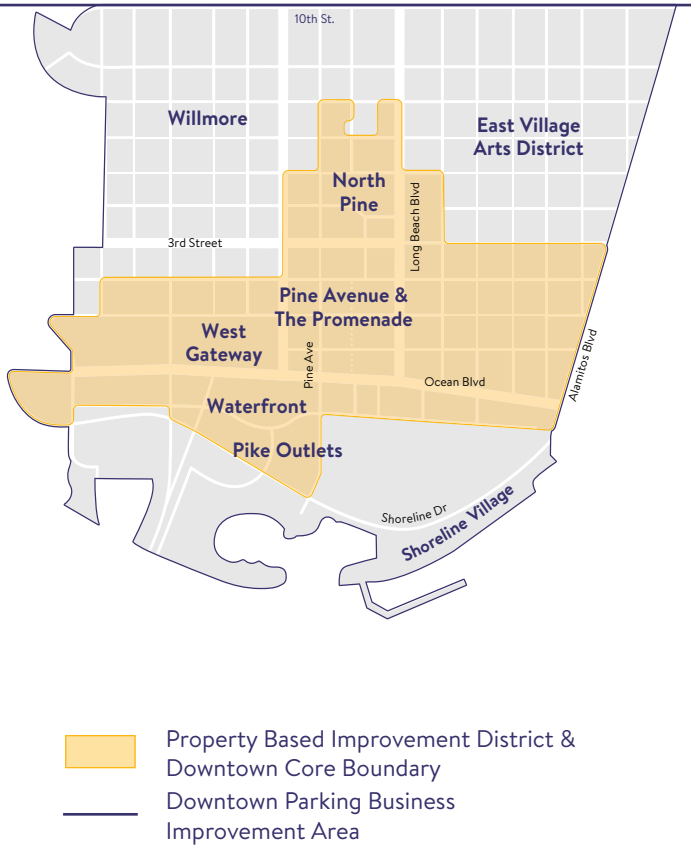 10th St.
Willmore
East Village
Arts District
North
Pine
Long Beach Blvd
3rd Street
Pine Avenue &
The Promenade
West
Gateway
Pine Ave
Ocean Blvd
Alamitos Blvd
Waterfront
Pike Outlets
Shoreline Dr
Shoreline Village
Property Based Improvement District &
Downtown Core Boundary
Downtown Parking Business
Improvement Area